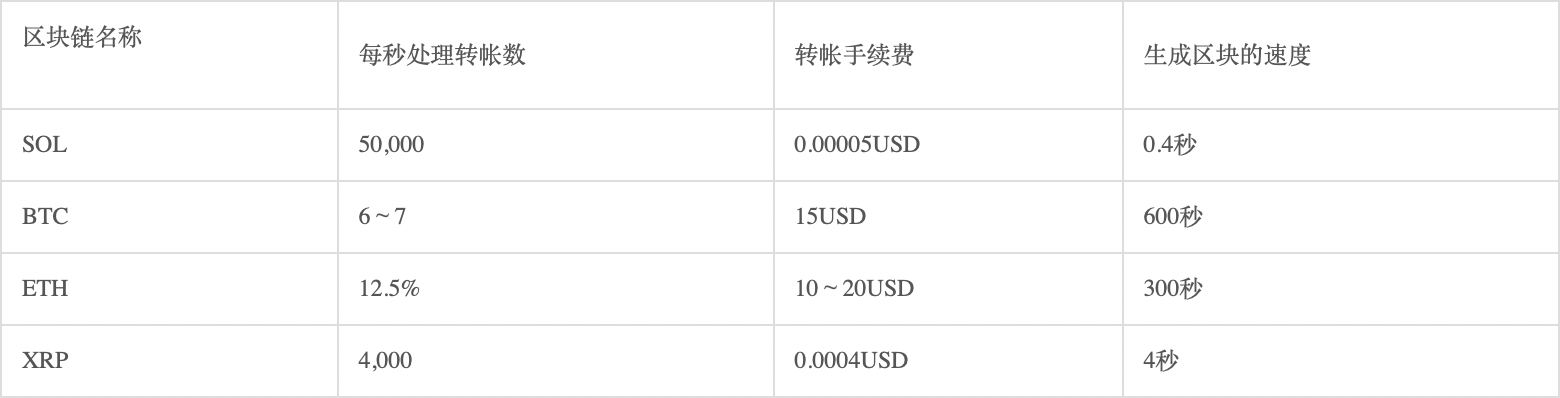 区块链名称 每秒处理转帐数 转帐手续费 生成区块的速度
SOL 50,000 0.00005USD 0.4秒
BTC 6～7 15USD 600秒
ETH 12.5% 10～20USD 300秒
XRP 4,000 0.0004USD 4秒